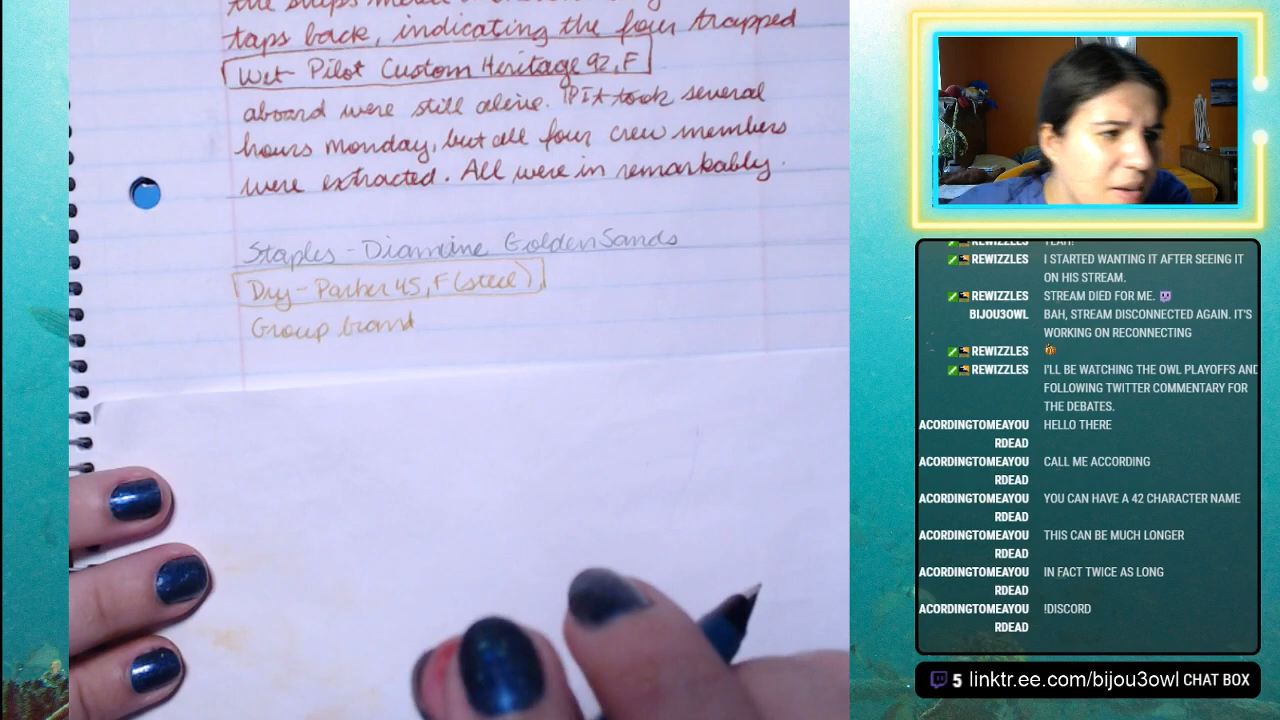 taps back, indicating the four trapped
Wet Pilot Custom Heritage 92, F
aboard were still alive. It took several
hours Monday, but all four crew members
were extracted. All were in remarkably
Staples - Diamine Golden Sands
Dry - Parker 45, F (steel)
Group brand
REWIZZLES YEAH!
REWIZZLES I STARTED WANTING IT AFTER SEEING IT
ON HIS STREAM.
REWIZZLES STREAM DIED FOR ME.
BIJOU3OWL BAH, STREAM DISCONNECTED AGAIN. IT'S
WORKING ON RECONNECTING
REWIZZLES
REWIZZLES I'LL BE WATCHING THE OWL PLAYOFFS AND
FOLLOWING TWITTER COMMENTARY FOR
THE DEBATES.
ACORDINGTOMEAYOU HELLO THERE
RDEAD
ACORDINGTOMEAYOU CALL ME ACCORDING
RDEAD
ACORDINGTOMEAYOU YOU CAN HAVE A 42 CHARACTER NAME
RDEAD
ACORDINGTOMEAYOU THIS CAN BE MUCH LONGER
RDEAD
ACORDINGTOMEAYOU IN FACT TWICE AS LONG
RDEAD
ACORDINGTOMEAYOU !DISCORD
RDEAD
5 linktr.ee.com/bijou3owl CHAT BOX